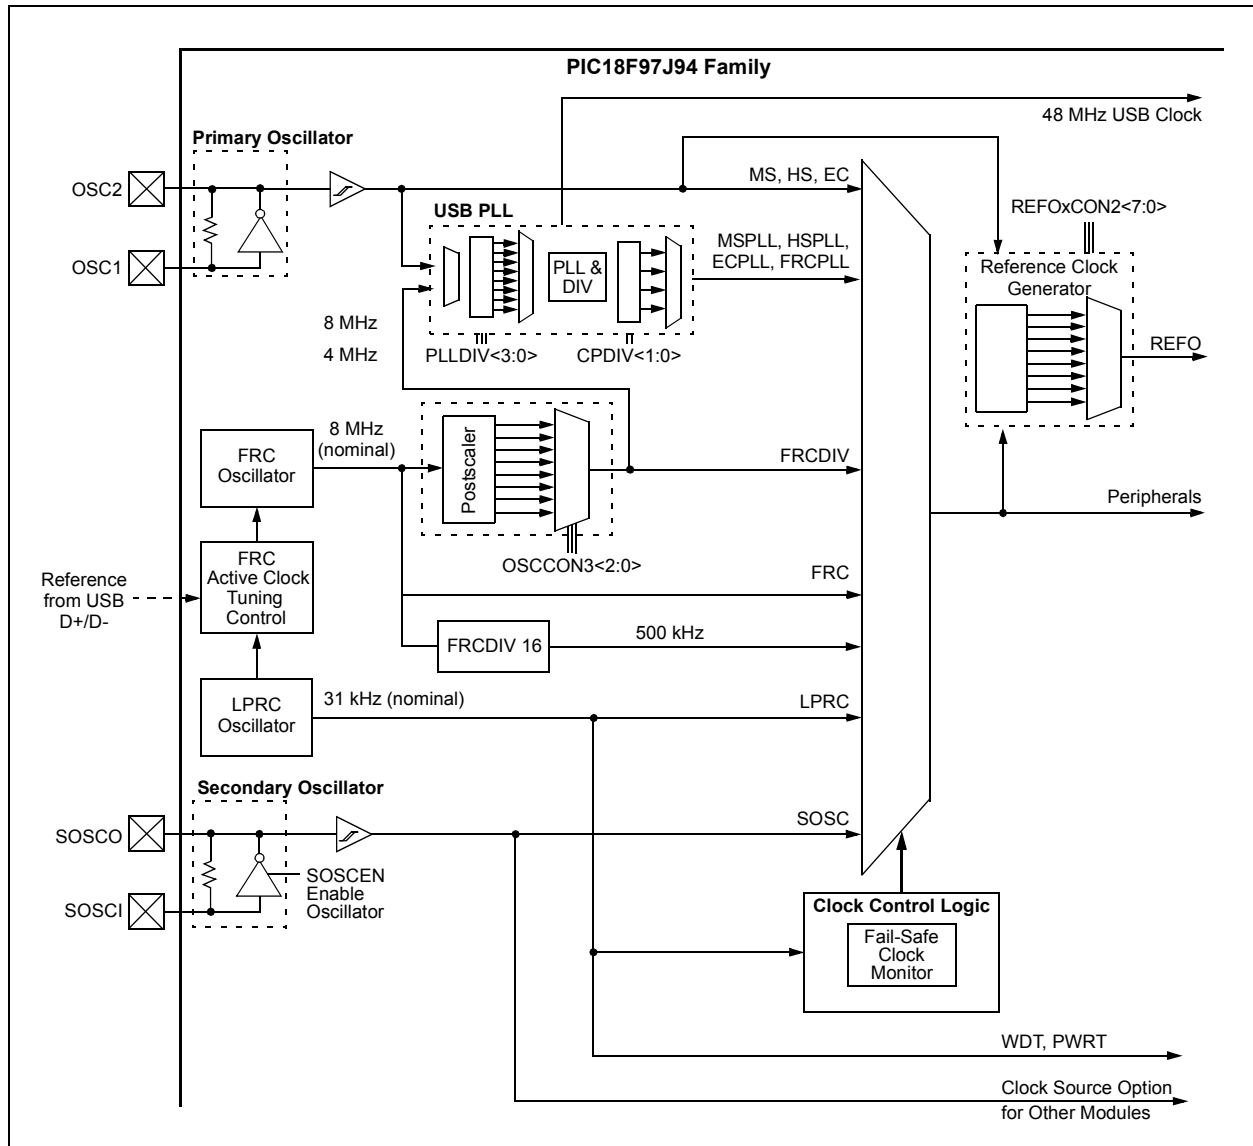 PIC18F97J94 Family
48 MHz USB Clock
Primary Oscillator
OSC2
OSC1
MS, HS, EC
USB PLL
MSPLL, HSPLL,
ECPLL, FRCPLL
PLL &
DIV
REFOxCON2<7:0>
Reference Clock
Generator
REFO
8 MHz
4 MHz
PLLDIV<3:0>
CPDIV<1:0>
8 MHz
(nominal)
FRC
Oscillator
Postscaler
FRCDIV
Peripherals
OSCCON3<2:0>
FRC
Active Clock
Tuning
Control
Reference
from USB
D+/D-
FRC
FRCDIV 16
500 kHz
LPRC
Oscillator
31 kHz (nominal)
LPRC
Secondary Oscillator
SOSCO
SOSCI
SOSCEN
Enable
Oscillator
SOSC
Clock Control Logic
Fail-Safe
Clock
Monitor
WDT, PWRT
Clock Source Option
for Other Modules